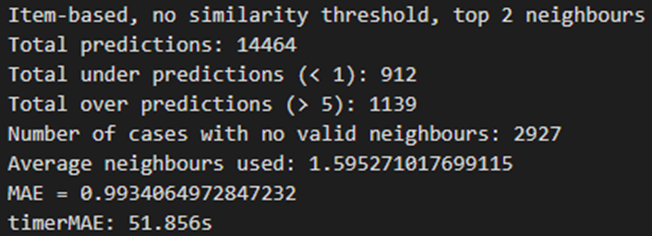 Item-based, no similarity threshold, top 2 neighbours
Total predictions: 14464
Total under predictions (< 1): 912
Total over predictions (> 5): 1139
Number of cases with no valid neighbours: 2927
Average neighbours used: 1.595271017699115
MAE = 0.9934064972847232
timerMAE: 51.856s